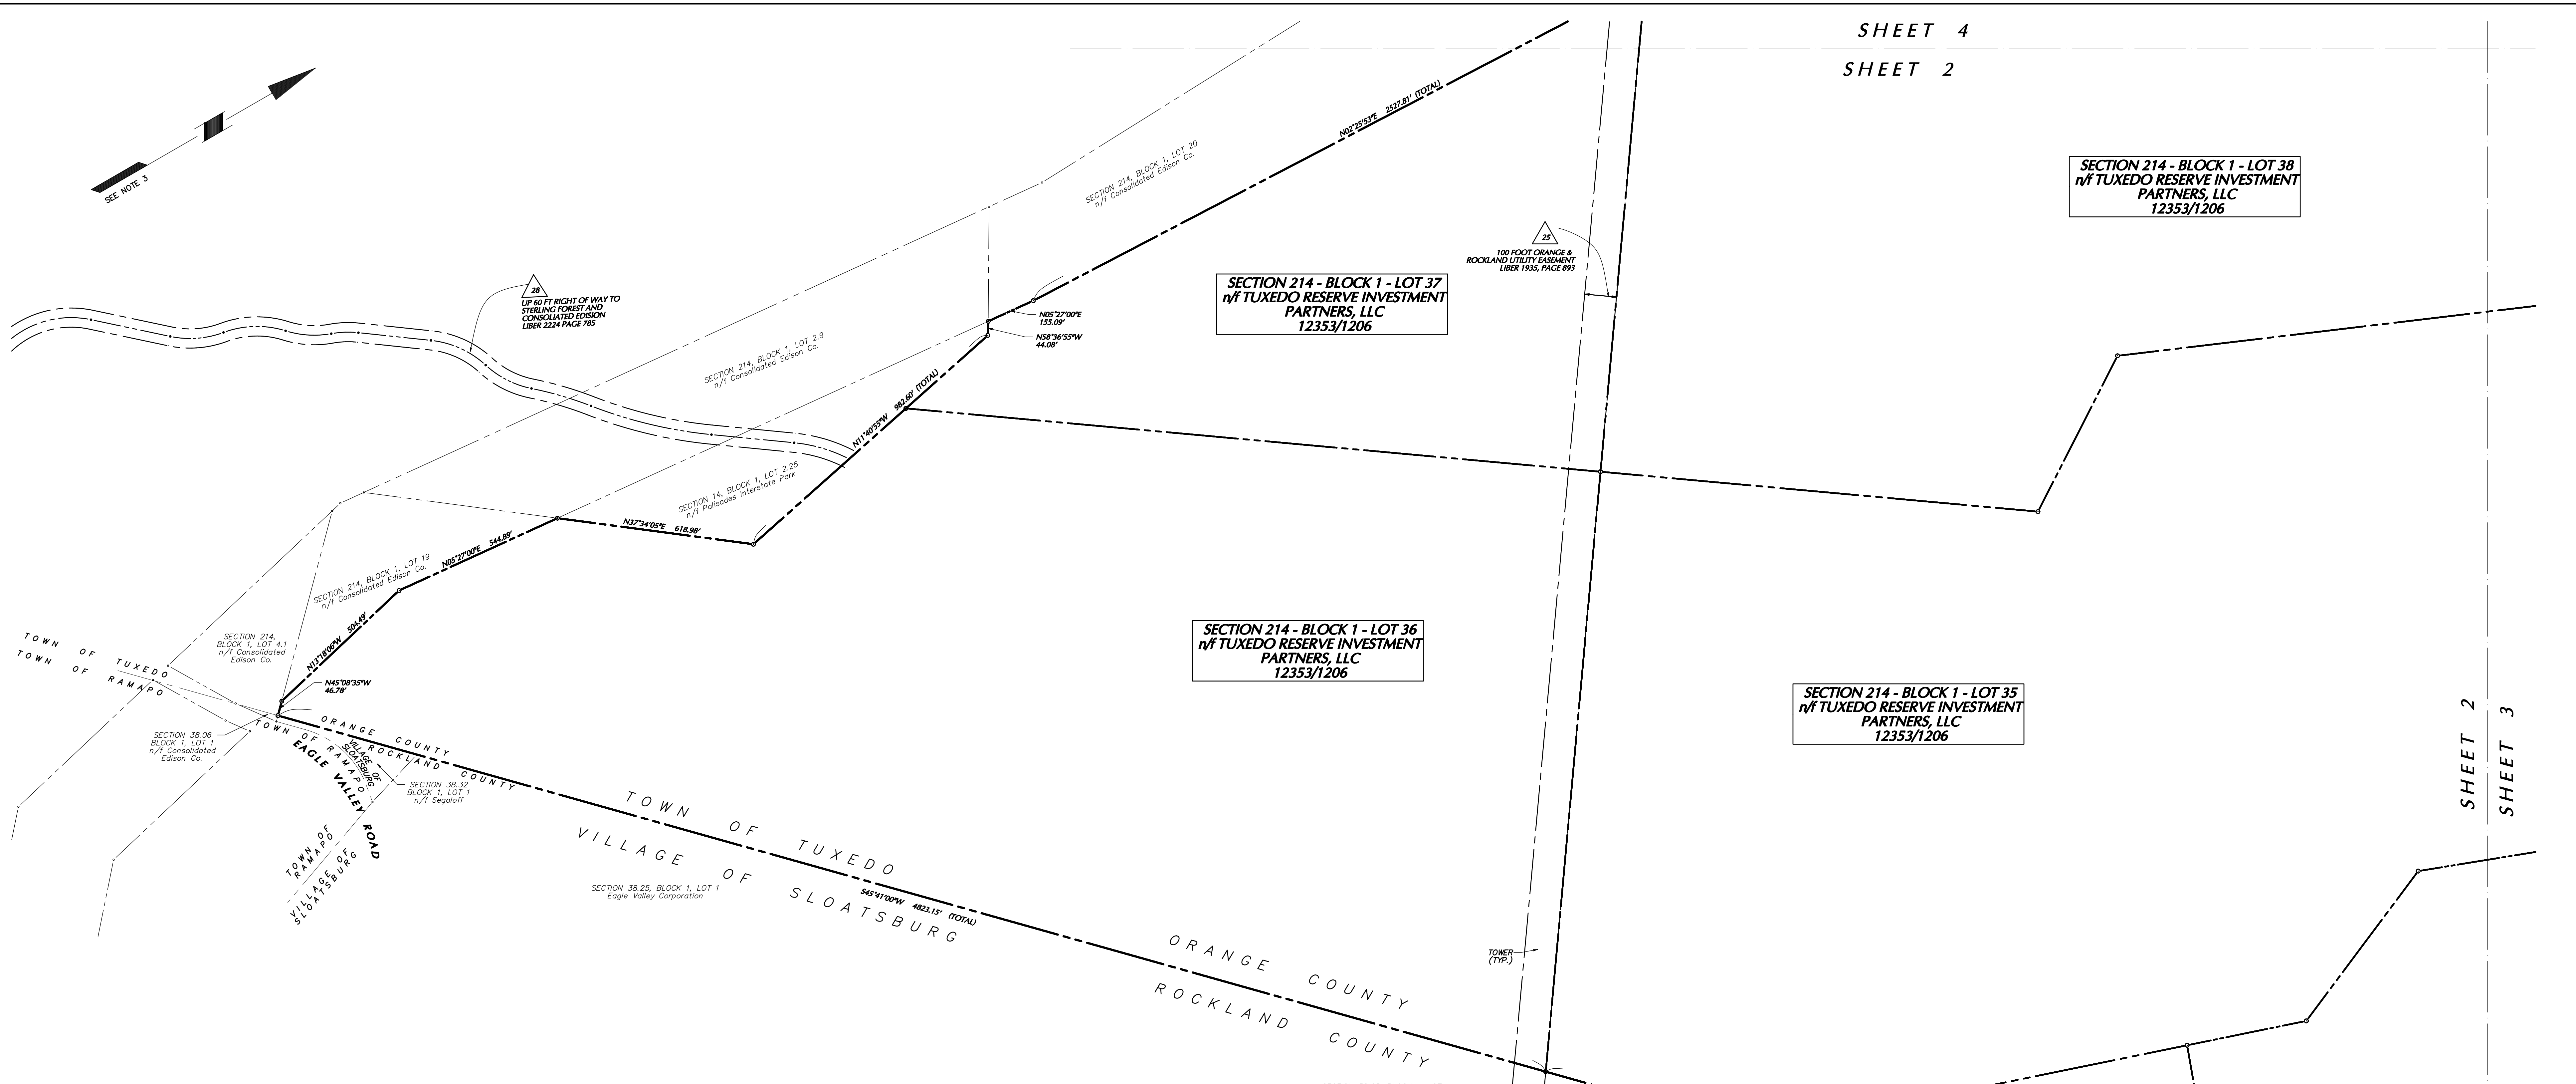 SHEET 4
SHEET 2
SEE NOTE 3
N02°25'53"E 2527.81' (TOTAL)
SECTION 214, BLOCK 1, LOT 20
n/f Consolidated Edison Co.
SECTION 214 - BLOCK 1 - LOT 38
n/f TUXEDO RESERVE INVESTMENT
PARTNERS, LLC
12353/1206
25
100 FOOT ORANGE &
ROCKLAND UTILITY EASEMENT
LIBER 1935, PAGE 893
28
UP 60 FT RIGHT OF WAY TO
STERLING FOREST AND
CONSOLIATED EDISION
LIBER 2224 PAGE 785
SECTION 214 - BLOCK 1 - LOT 37
n/f TUXEDO RESERVE INVESTMENT
PARTNERS, LLC
12353/1206
N05°27'00"E
155.09'
N58°36'55"W
44.08'
SECTION 214, BLOCK 1, LOT 2.9
n/f Consolidated Edison Co.
N11°40'55"W 982.60' (TOTAL)
SECTION 14, BLOCK 1, LOT 2.25
n/f Palisades Interstate Park
N37°34'05"E 618.98'
N05°27'00"E 544.89'
SECTION 214, BLOCK 1, LOT 19
n/f Consolidated Edison Co.
N13°18'06"W 504.49'
SECTION 214,
BLOCK 1, LOT 4.1
n/f Consolidated
Edison Co.
TOWN OF TUXEDO
TOWN OF RAMAPO
N45°08'35"W
46.78'
SECTION 214 - BLOCK 1 - LOT 36
n/f TUXEDO RESERVE INVESTMENT
PARTNERS, LLC
12353/1206
SECTION 214 - BLOCK 1 - LOT 35
n/f TUXEDO RESERVE INVESTMENT
PARTNERS, LLC
12353/1206
SHEET 2
SHEET 3
SECTION 38.06
BLOCK 1, LOT 1
n/f Consolidated
Edison Co.
ORANGE COUNTY
ROCKLAND COUNTY
TOWN OF RAMAPO
VILLAGE OF
SLOATSBURG
EAGLE VALLEY ROAD
SECTION 38.32
BLOCK 1, LOT 1
n/f Segaloff
TOWN OF
RAMAPO
VILLAGE OF
SLOATSBURG
TOWN OF TUXEDO
VILLAGE OF SLOATSBURG
SECTION 38.25, BLOCK 1, LOT 1
Eagle Valley Corporation
S45°41'00"W 4823.15' (TOTAL)
ORANGE COUNTY
ROCKLAND COUNTY
TOWER
(TYP.)